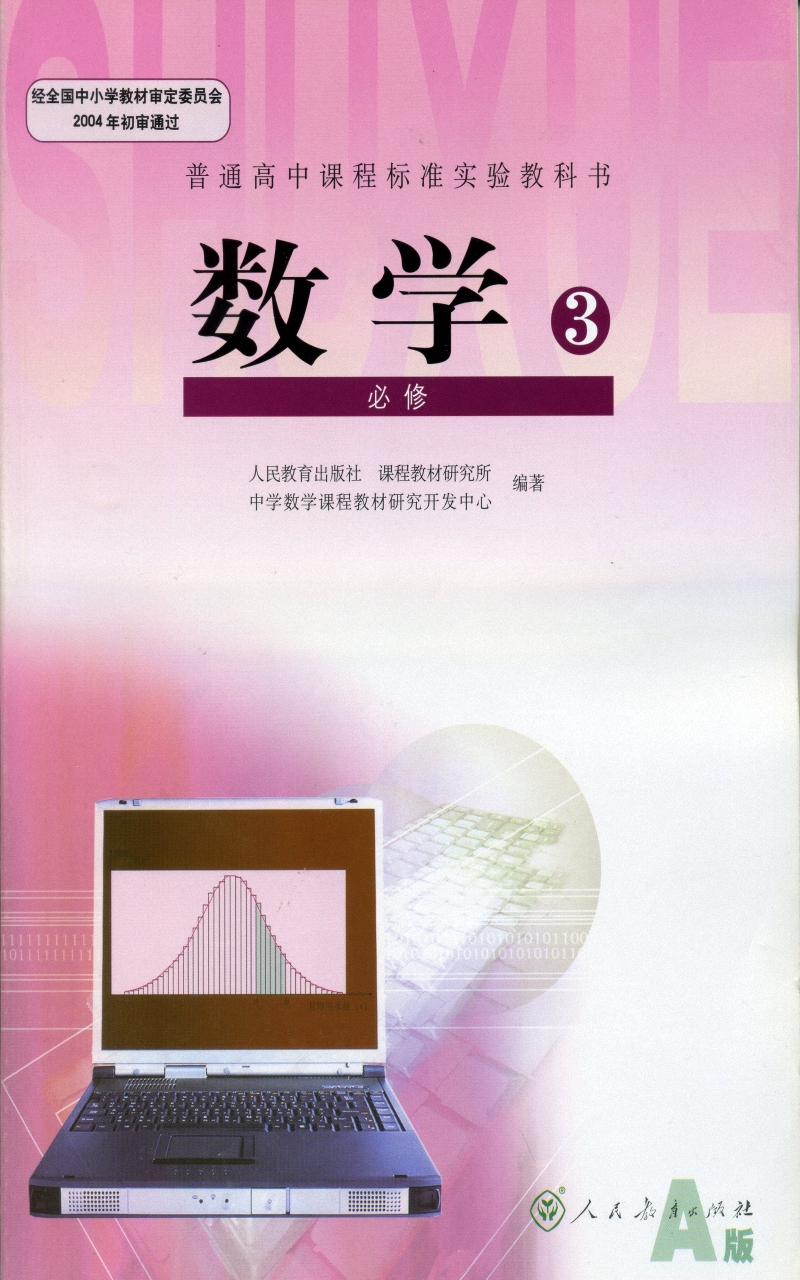 SHUXUE
经全国中小学教材审定委员会
2004年初审通过
普通高中课程标准实验教科书
数学 3
必修
人民教育出版社 课程教材研究所
中学数学课程教材研究开发中心
编著
人民教育出版社
A版